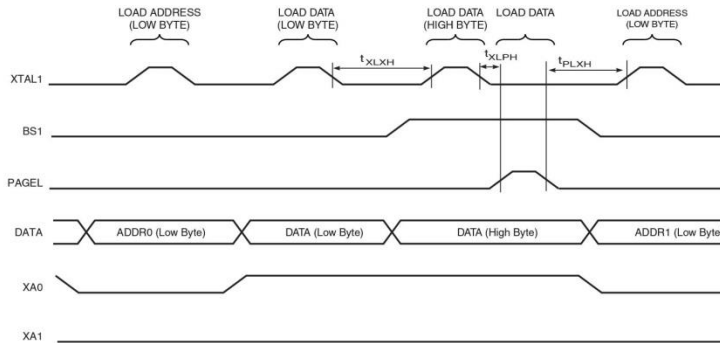 LOAD ADDRESS
(LOW BYTE)
LOAD DATA
(LOW BYTE)
LOAD DATA
(HIGH BYTE)
LOAD DATA
LOAD ADDRESS
(LOW BYTE)
XTAL1
tXLXH
tXLPH
tPLXH
BS1
PAGEL
DATA
ADDR0 (Low Byte)
DATA (Low Byte)
DATA (High Byte)
ADDR1 (Low Byte
XA0
XA1